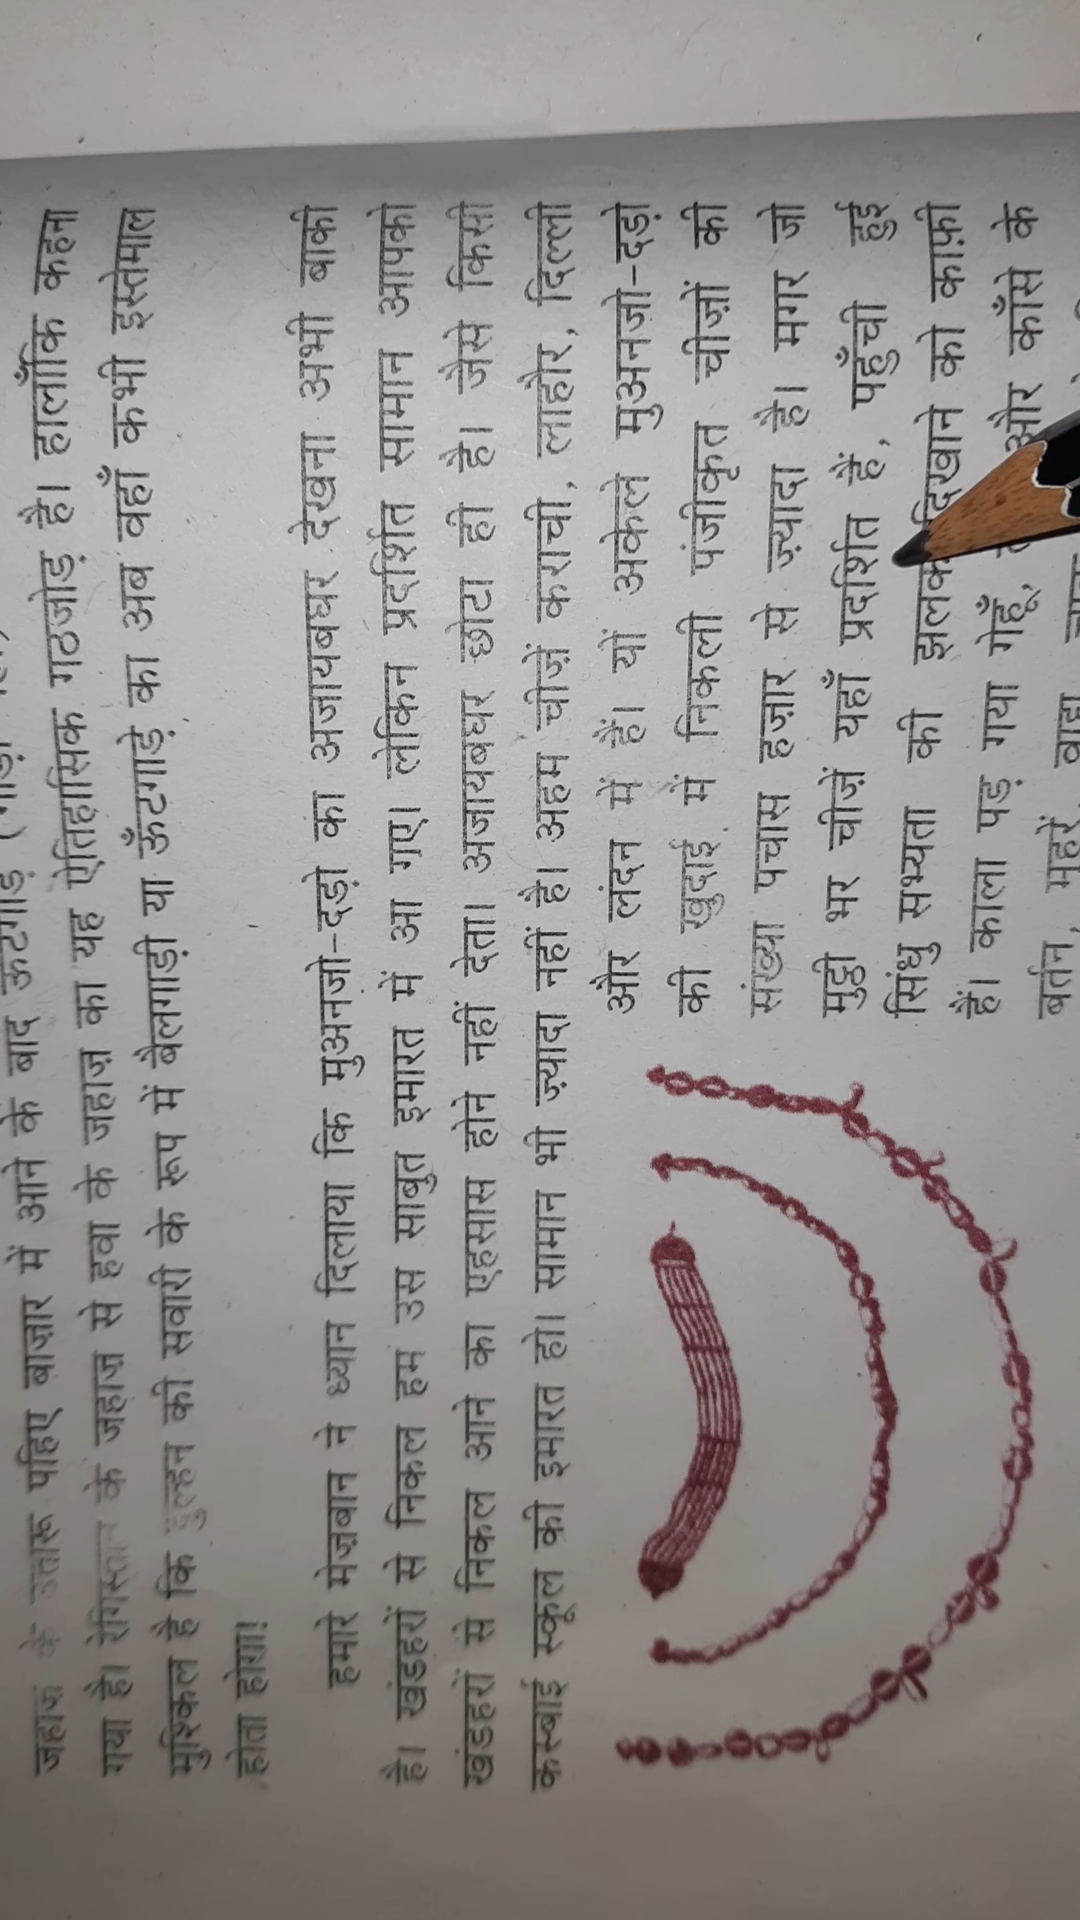 जहाज़ के उतारू पहिए बाज़ार में आने के बाद ऊँटगाड़े
गया है। रेगिस्तान के जहाज़ से हवा के जहाज़ का यह ऐतिहासिक गठजोड़ है। हालाँकि कहना
मुश्किल है कि दुल्हन की सवारी के रूप में बैलगाड़ी या ऊँटगाड़े का अब वहाँ कभी इस्तेमाल
होता होगा!
हमारे मेज़बान ने ध्यान दिलाया कि मुअनजो-दड़ो का अजायबघर देखना अभी बाकी
है। खंडहरों से निकल हम उस साबुत इमारत में आ गए। लेकिन प्रदर्शित सामान आपको
खंडहरों से निकल आने का एहसास होने नहीं देता। अजायबघर छोटा ही है। जैसे किसी
कस्बाई स्कूल की इमारत हो। सामान भी ज़्यादा नहीं है। अहम चीज़ें कराची, लाहौर, दिल्ली
और लंदन में हैं। यों अकेले मुअनजो-दड़ो
की खुदाई में निकली पंजीकृत चीज़ों की
संख्या पचास हज़ार से ज़्यादा है। मगर जो
मुट्ठी भर चीज़ें यहाँ प्रदर्शित हैं, पहुँची हुई
सिंधु सभ्यता की झलक दिखाने को काफ़ी
हैं। काला पड़ गया गेहूँ, और काँसे के
बर्तन, मुहरें, वाद्य